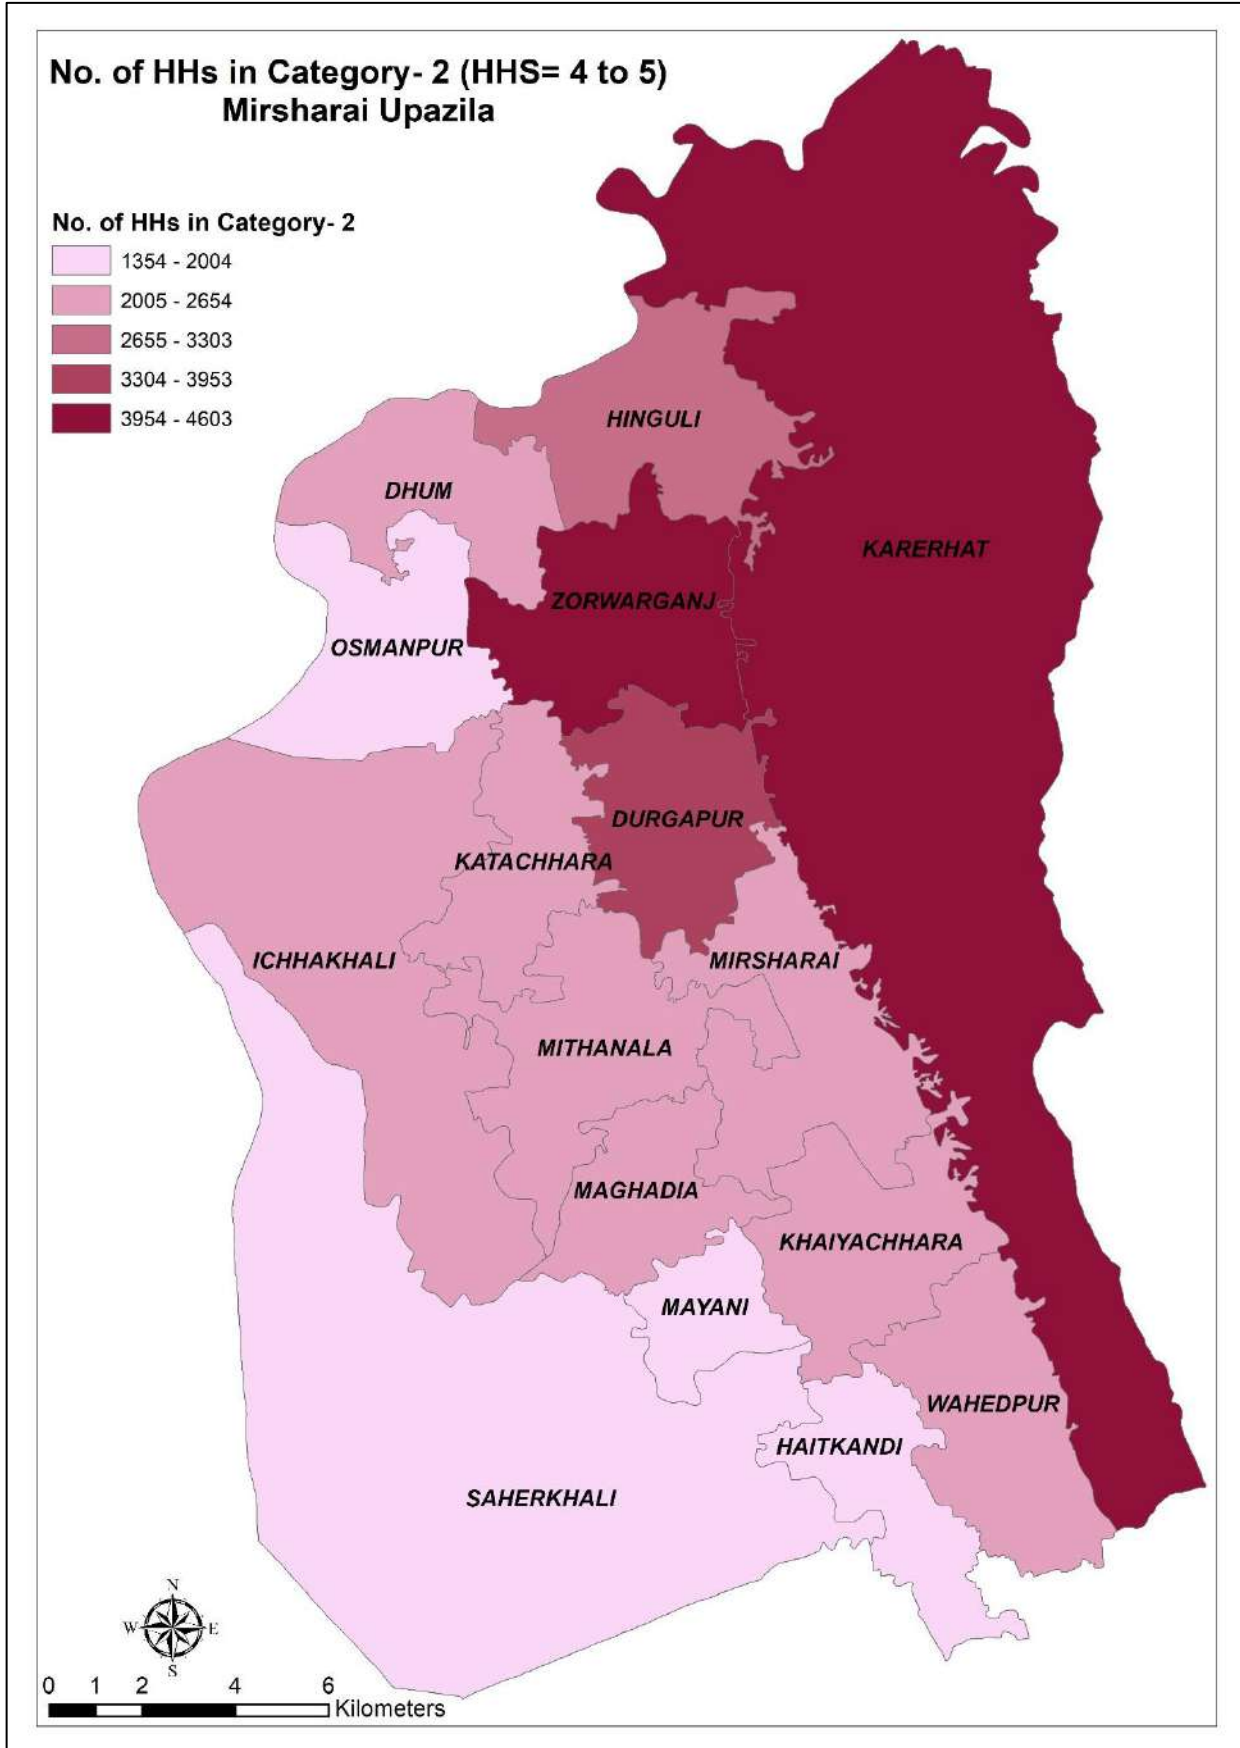 No. of HHs in Category- 2 (HHS= 4 to 5)
Mirsharai Upazila
No. of HHs in Category- 2
1354 - 2004
2005 - 2654
2655 - 3303
3304 - 3953
3954 - 4603
HINGULI
DHUM
KARERHAT
ZORWARGANJ
OSMANPUR
DURGAPUR
KATACHHARA
ICHHAKHALI
MIRSHARAI
MITHANALA
MAGHADIA
KHAIYACHHARA
MAYANI
WAHEDPUR
HAITKANDI
SAHERKHALI
N
W E
S
0 1 2 4 6
Kilometers